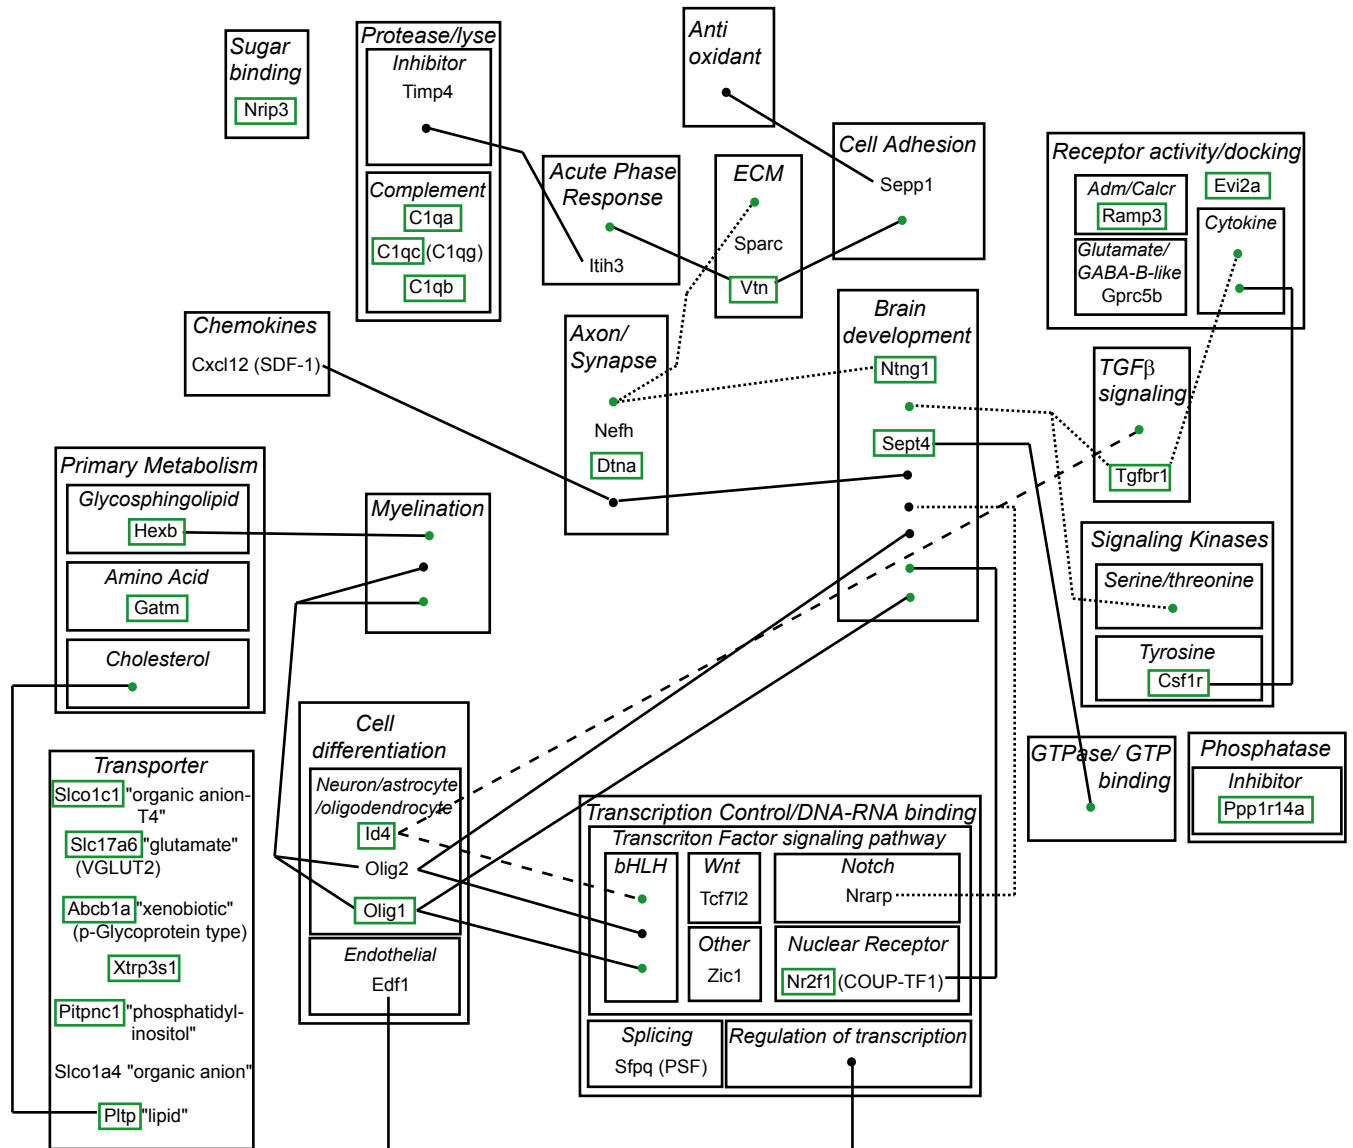 Sugar
binding
Nrip3
Protease/lyse
Inhibitor
Timp4
Complement
C1qa
C1qc (C1qg)
C1qb
Anti
oxidant
Acute Phase
Response
Itih3
ECM
Sparc
Vtn
Cell Adhesion
Sepp1
Receptor activity/docking
Adm/Calcr
Ramp3
Evi2a
Glutamate/
GABA-B-like
Gprc5b
Cytokine
Chemokines
Cxcl12 (SDF-1)
Axon/
Synapse
Nefh
Dtna
Brain
development
Ntng1
Sept4
TGFβ
signaling
Tgfbr1
Primary Metabolism
Glycosphingolipid
Hexb
Amino Acid
Gatm
Cholesterol
Myelination
Signaling Kinases
Serine/threonine
Tyrosine
Csf1r
Transporter
Slco1c1 "organic anion-
T4"
Slc17a6 "glutamate"
(VGLUT2)
Abcb1a "xenobiotic"
(p-Glycoprotein type)
Xtrp3s1
Pitpnc1 "phosphatidyl-
inositol"
Slco1a4 "organic anion"
Pltp "lipid"
Cell
differentiation
Neuron/astrocyte
/oligodendrocyte
Id4
Olig2
Olig1
Endothelial
Edf1
Transcription Control/DNA-RNA binding
Transcriton Factor signaling pathway
bHLH
Wnt
Tcf7l2
Notch
Nrarp
Other
Zic1
Nuclear Receptor
Nr2f1 (COUP-TF1)
Splicing
Sfpq (PSF)
Regulation of transcription
GTPase/ GTP
binding
Phosphatase
Inhibitor
Ppp1r14a